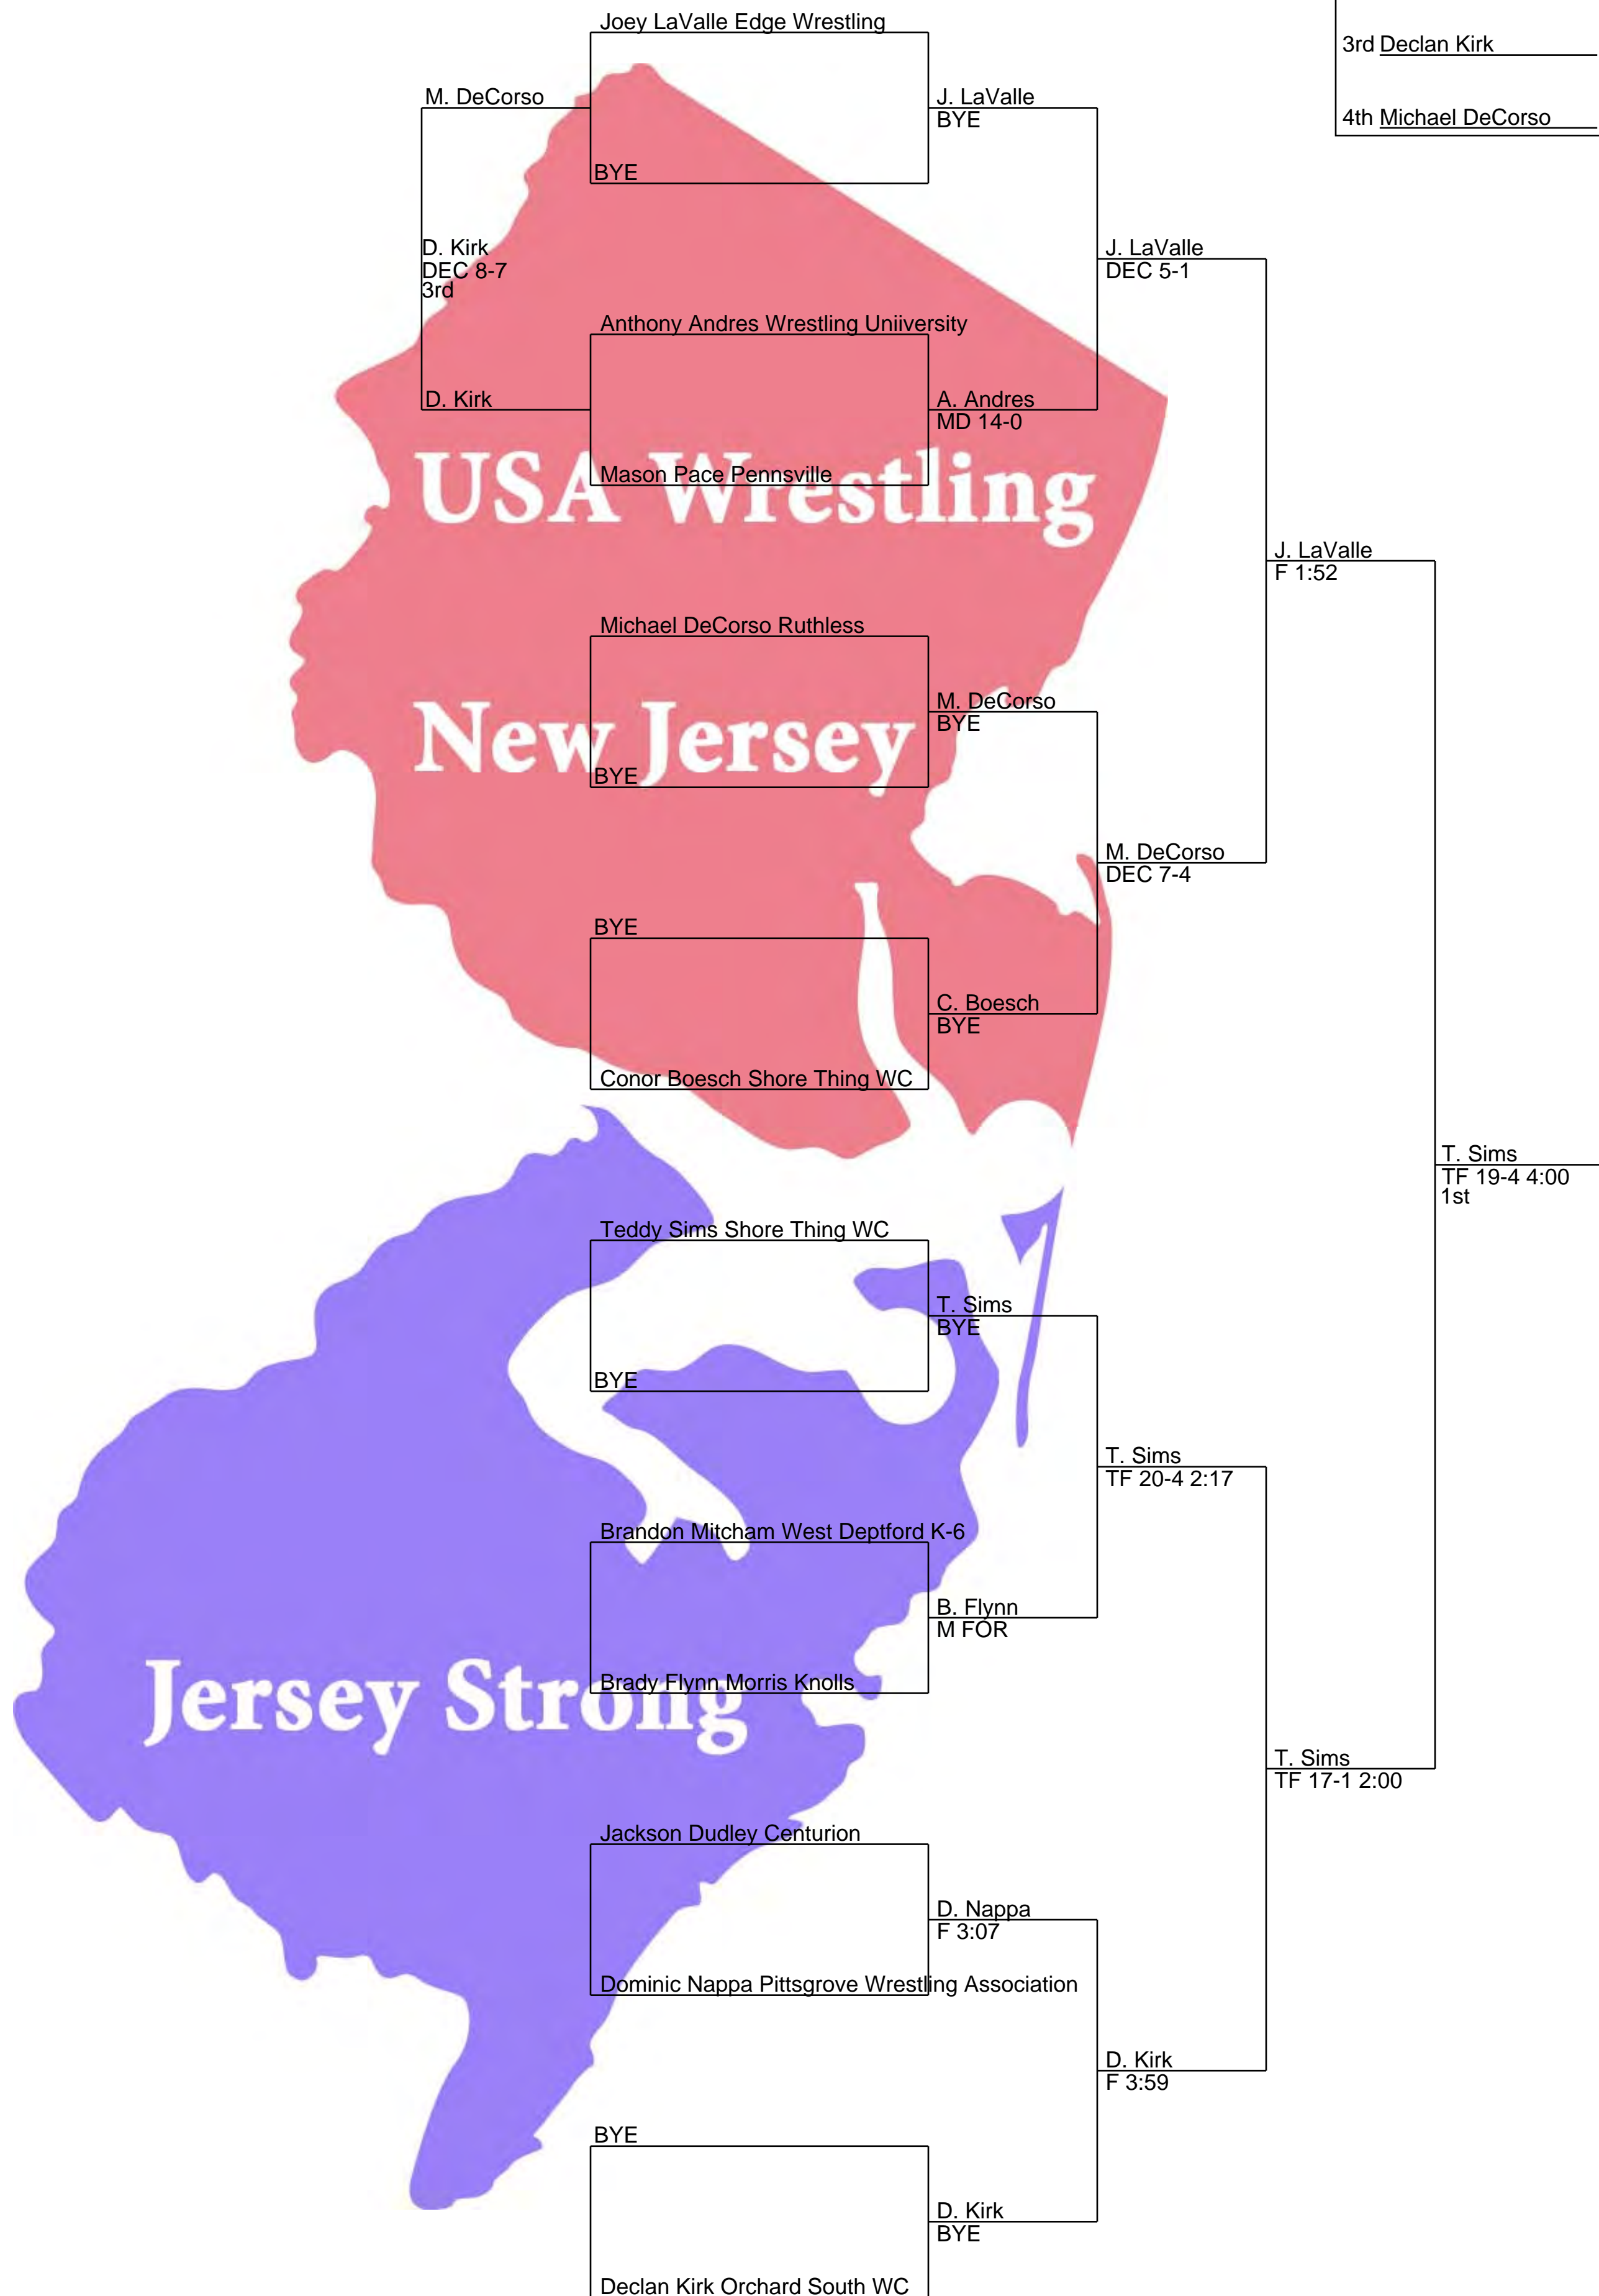 Joey LaValle Edge Wrestling
3rd Declan Kirk
M. DeCorso
J. LaValle
BYE
4th Michael DeCorso
BYE
D. Kirk
DEC 8-7
3rd
J. LaValle
DEC 5-1
Anthony Andres Wrestling Uniiversity
D. Kirk
A. Andres
MD 14-0
Mason Pace Pennsville
USA Wrestling
J. LaValle
F 1:52
Michael DeCorso Ruthless
M. DeCorso
BYE
New Jersey
BYE
M. DeCorso
DEC 7-4
BYE
C. Boesch
BYE
Conor Boesch Shore Thing WC
T. Sims
TF 19-4 4:00
1st
Teddy Sims Shore Thing WC
T. Sims
BYE
BYE
T. Sims
TF 20-4 2:17
Brandon Mitcham West Deptford K-6
B. Flynn
M FOR
Brady Flynn Morris Knolls
Jersey Strong
T. Sims
TF 17-1 2:00
Jackson Dudley Centurion
D. Nappa
F 3:07
Dominic Nappa Pittsgrove Wrestling Association
D. Kirk
F 3:59
BYE
D. Kirk
BYE
Declan Kirk Orchard South WC